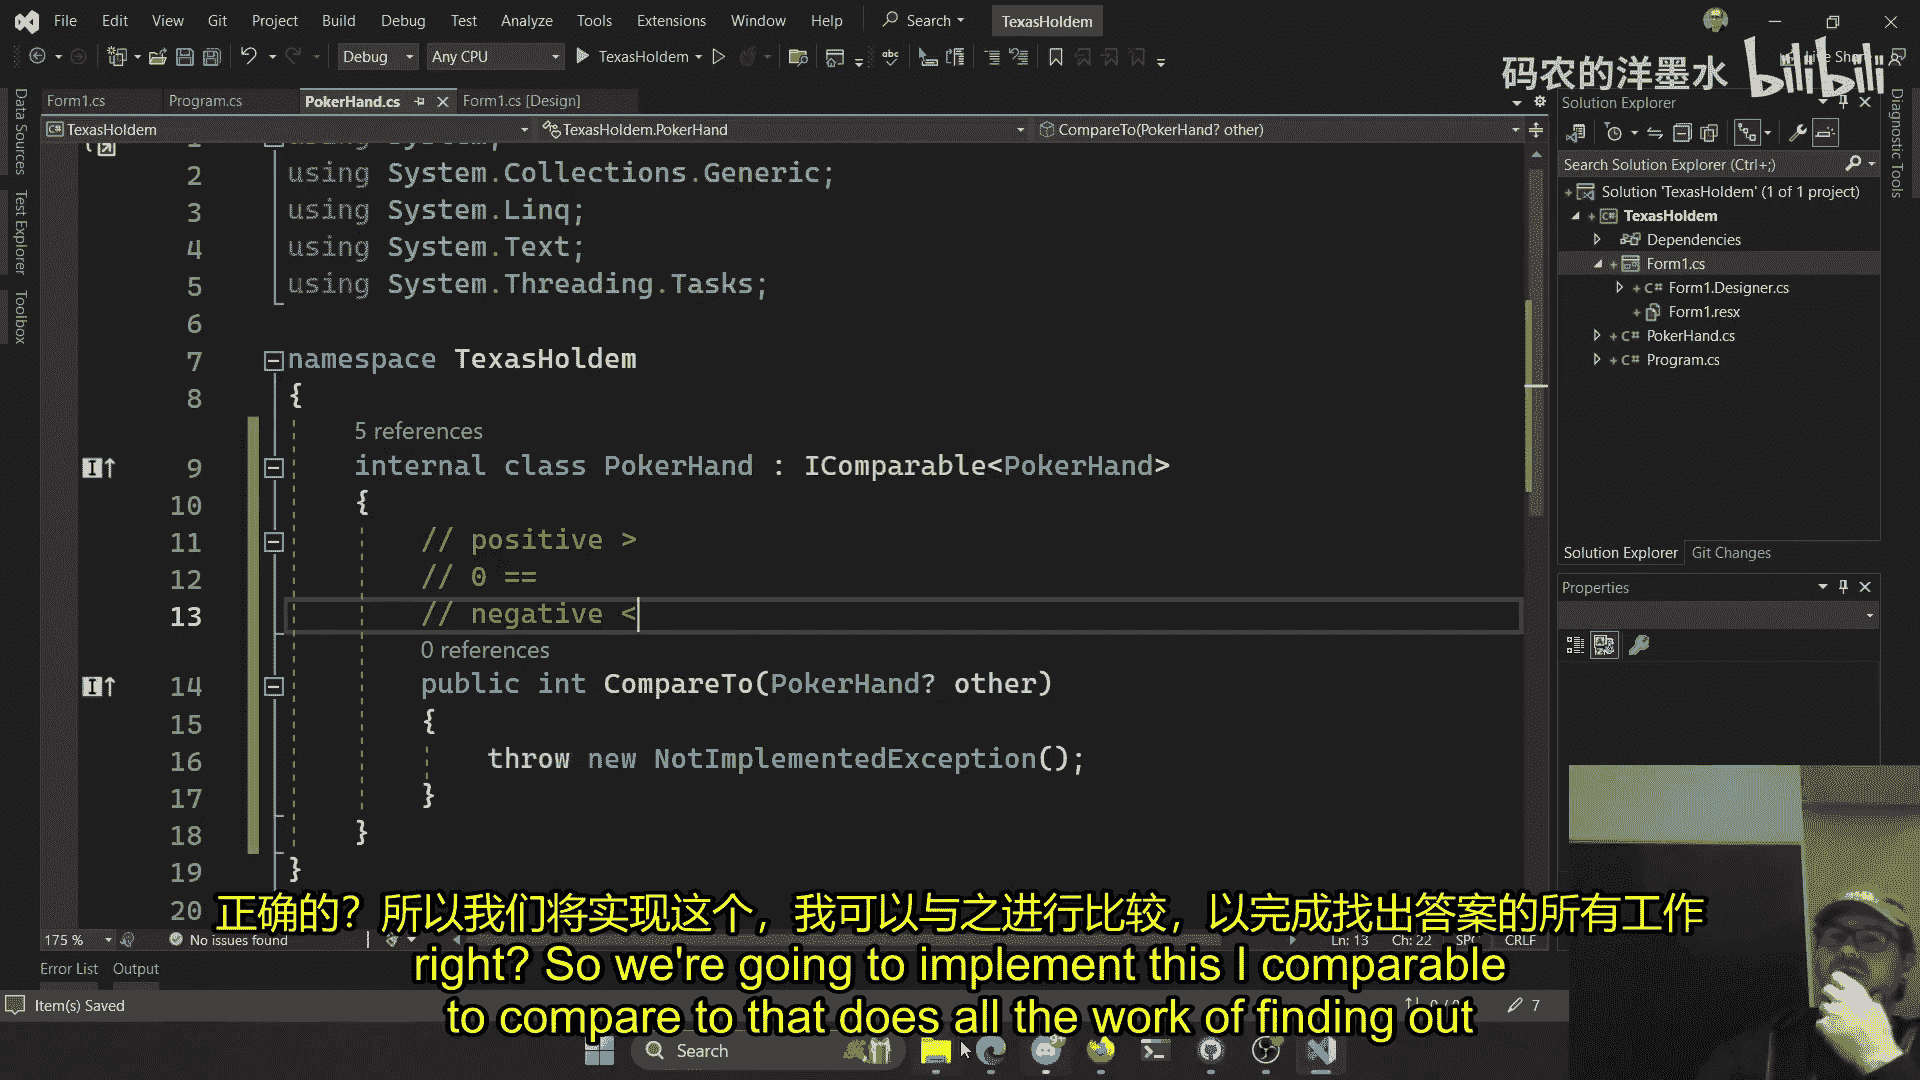 File Edit View Git Project Build Debug Test Analyze Tools Extensions Window Help Search TexasHoldem
Debug Any CPU TexasHoldem
码农的洋墨水 bilibili
Form1.cs Program.cs PokerHand.cs Form1.cs [Design]
TexasHoldem TexasHoldem.PokerHand CompareTo(PokerHand? other)
Data Sources
Test Explorer
Toolbox
2 using System.Collections.Generic;
3 using System.Linq;
4 using System.Text;
5 using System.Threading.Tasks;
6
7 namespace TexasHoldem
8 {
5 references
9 internal class PokerHand : IComparable<PokerHand>
10 {
11 // positive >
12 // 0 ==
13 // negative <
0 references
14 public int CompareTo(PokerHand? other)
15 {
16 throw new NotImplementedException();
17 }
18 }
19 }
20
175 % No issues found Ln: 13 Ch: 22 SPC CRLF
Error List Output
Item(s) Saved
7
Solution Explorer
Search Solution Explorer (Ctrl+;)
Solution 'TexasHoldem' (1 of 1 project)
TexasHoldem
Dependencies
Form1.cs
Form1.Designer.cs
Form1.resx
PokerHand.cs
Program.cs
Solution Explorer Git Changes
Properties
Diagnostic Tools
正确的？所以我们将实现这个，我可以与之进行比较，以完成找出答案的所有工作
right? So we're going to implement this I comparable
to compare to that does all the work of finding out
Search